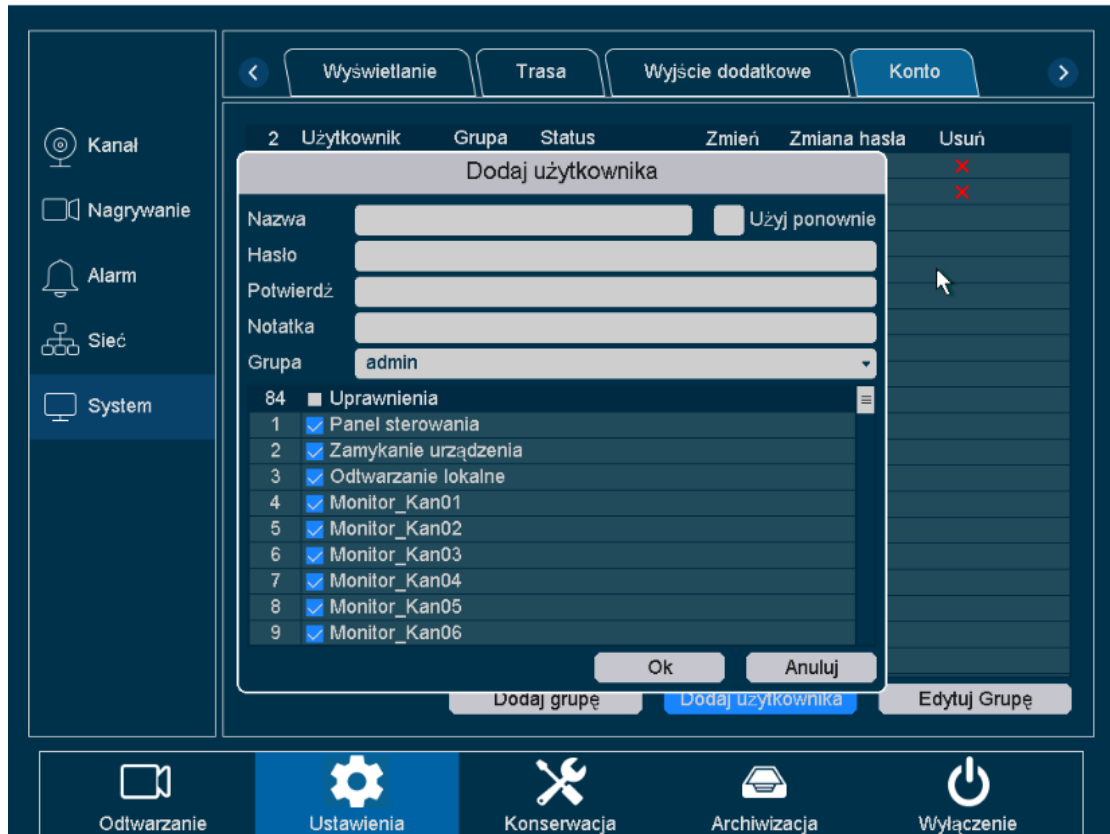 Wyświetlanie Trasa Wyjście dodatkowe Konto
Kanał
Nagrywanie
Alarm
Sieć
System
2 Użytkownik Grupa Status Zmień Zmiana hasła Usuń
Dodaj użytkownika
Nazwa Użyj ponownie
Hasło
Potwierdź
Notatka
Grupa admin
84 Uprawnienia
1 Panel sterowania
2 Zamykanie urządzenia
3 Odtwarzanie lokalne
4 Monitor_Kan01
5 Monitor_Kan02
6 Monitor_Kan03
7 Monitor_Kan04
8 Monitor_Kan05
9 Monitor_Kan06
Ok Anuluj
Dodaj grupę Dodaj użytkownika Edytuj Grupę
Odtwarzanie Ustawienia Konserwacja Archiwizacja Wyłączenie